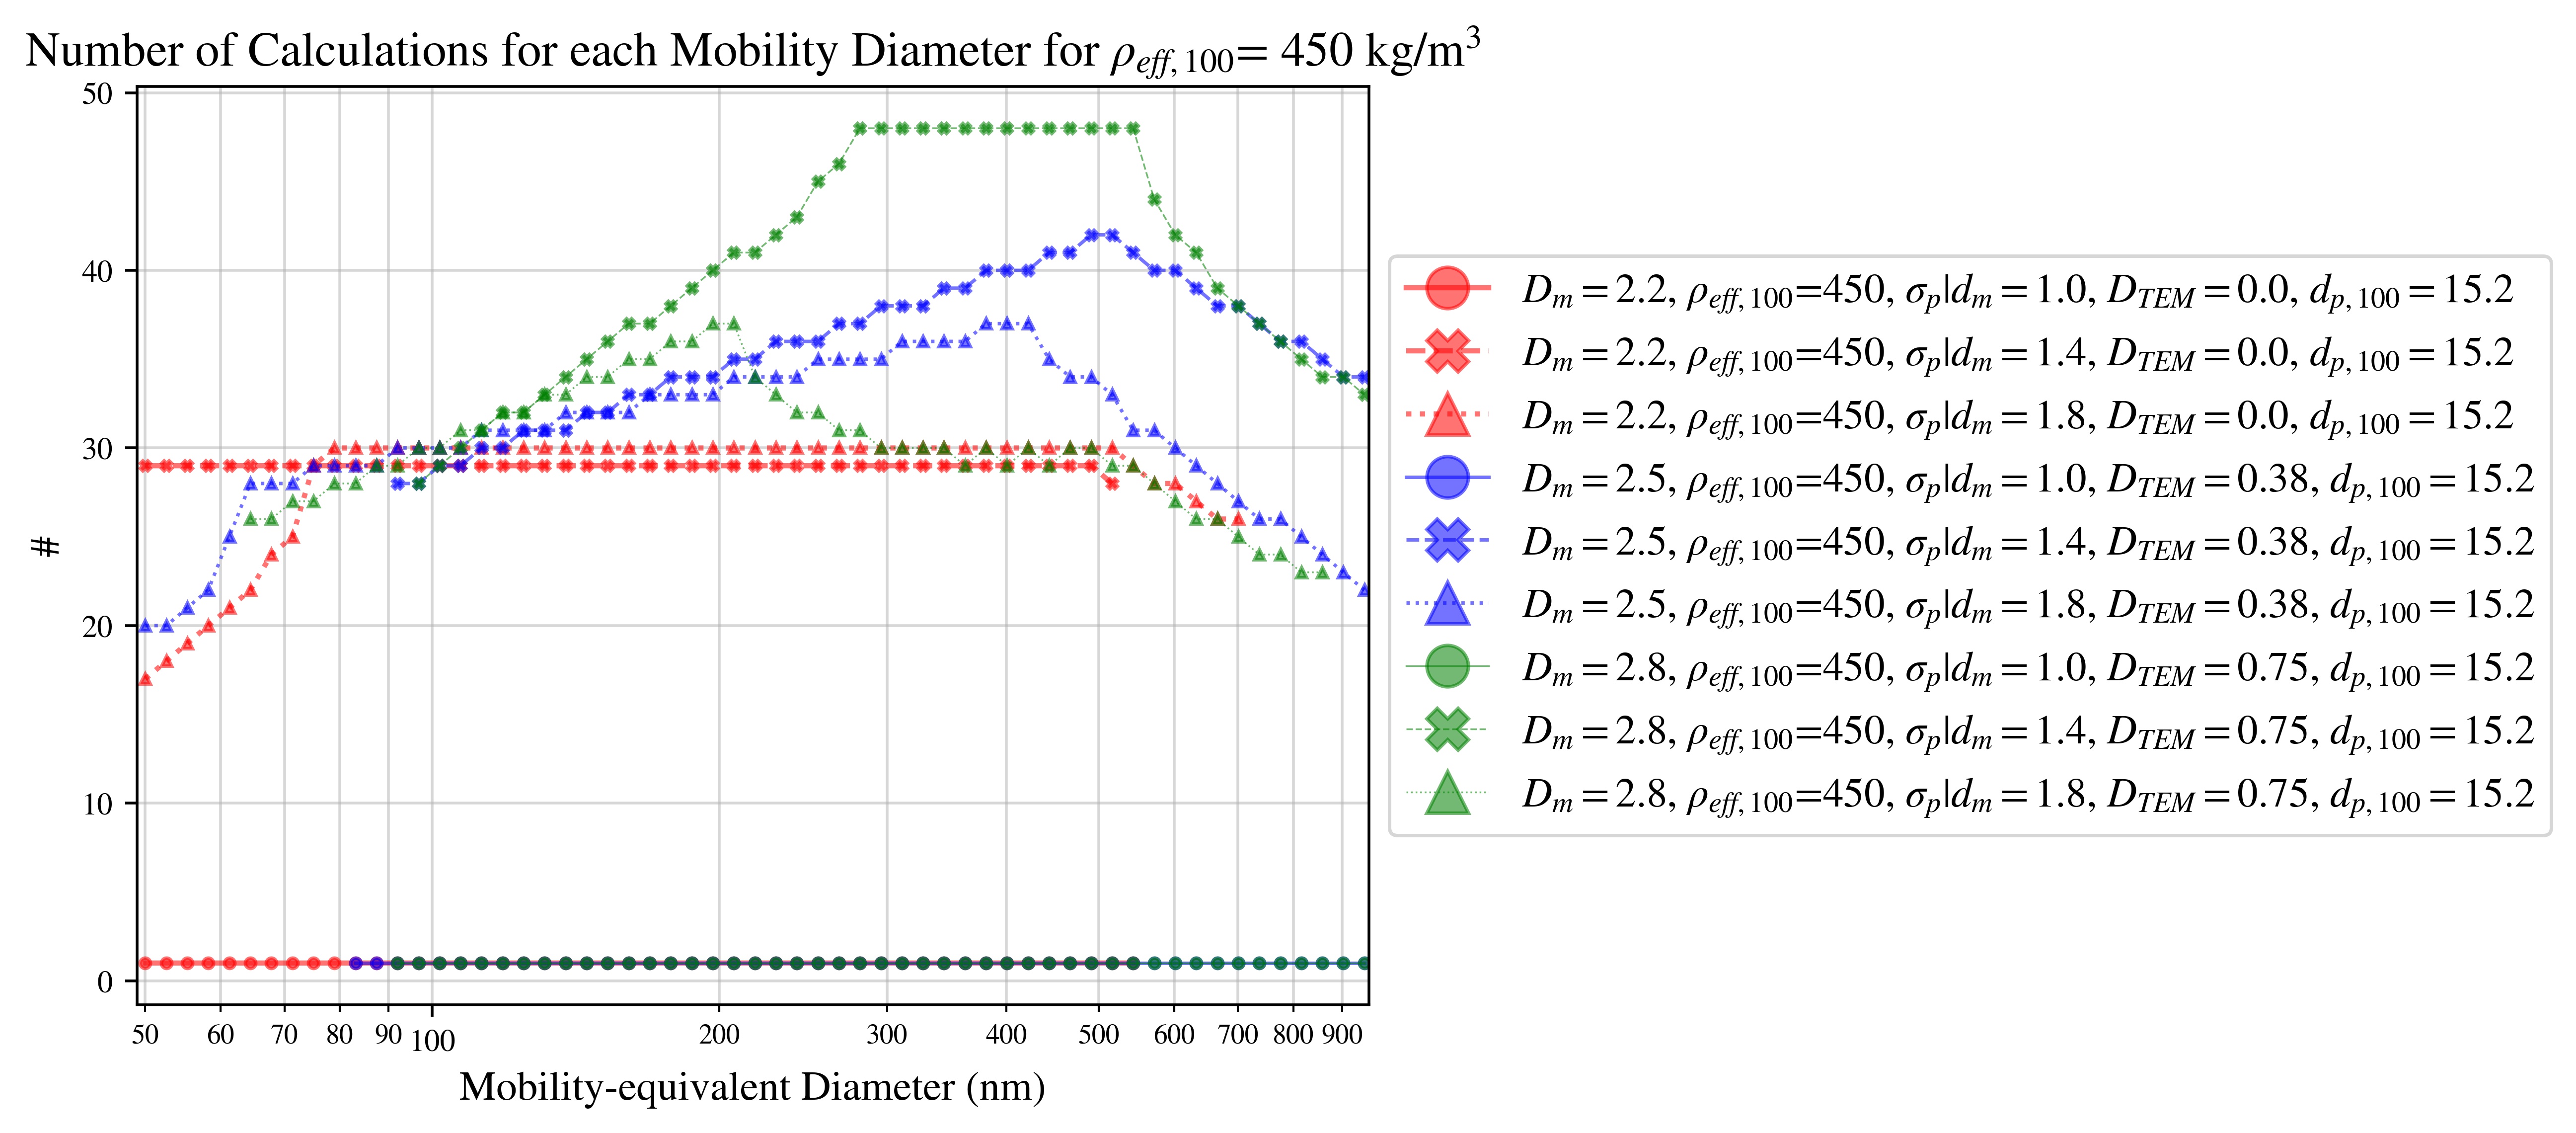 Number of Calculations for each Mobility Diameter for ρeff,100= 450 kg/m³
50
40
30
20
10
0
#
50 60 70 80 90 100 200 300 400 500 600 700 800 900
Mobility-equivalent Diameter (nm)
Dm = 2.2, ρeff,100=450, σp|dm = 1.0, DTEM = 0.0, dp,100 = 15.2
Dm = 2.2, ρeff,100=450, σp|dm = 1.4, DTEM = 0.0, dp,100 = 15.2
Dm = 2.2, ρeff,100=450, σp|dm = 1.8, DTEM = 0.0, dp,100 = 15.2
Dm = 2.5, ρeff,100=450, σp|dm = 1.0, DTEM = 0.38, dp,100 = 15.2
Dm = 2.5, ρeff,100=450, σp|dm = 1.4, DTEM = 0.38, dp,100 = 15.2
Dm = 2.5, ρeff,100=450, σp|dm = 1.8, DTEM = 0.38, dp,100 = 15.2
Dm = 2.8, ρeff,100=450, σp|dm = 1.0, DTEM = 0.75, dp,100 = 15.2
Dm = 2.8, ρeff,100=450, σp|dm = 1.4, DTEM = 0.75, dp,100 = 15.2
Dm = 2.8, ρeff,100=450, σp|dm = 1.8, DTEM = 0.75, dp,100 = 15.2